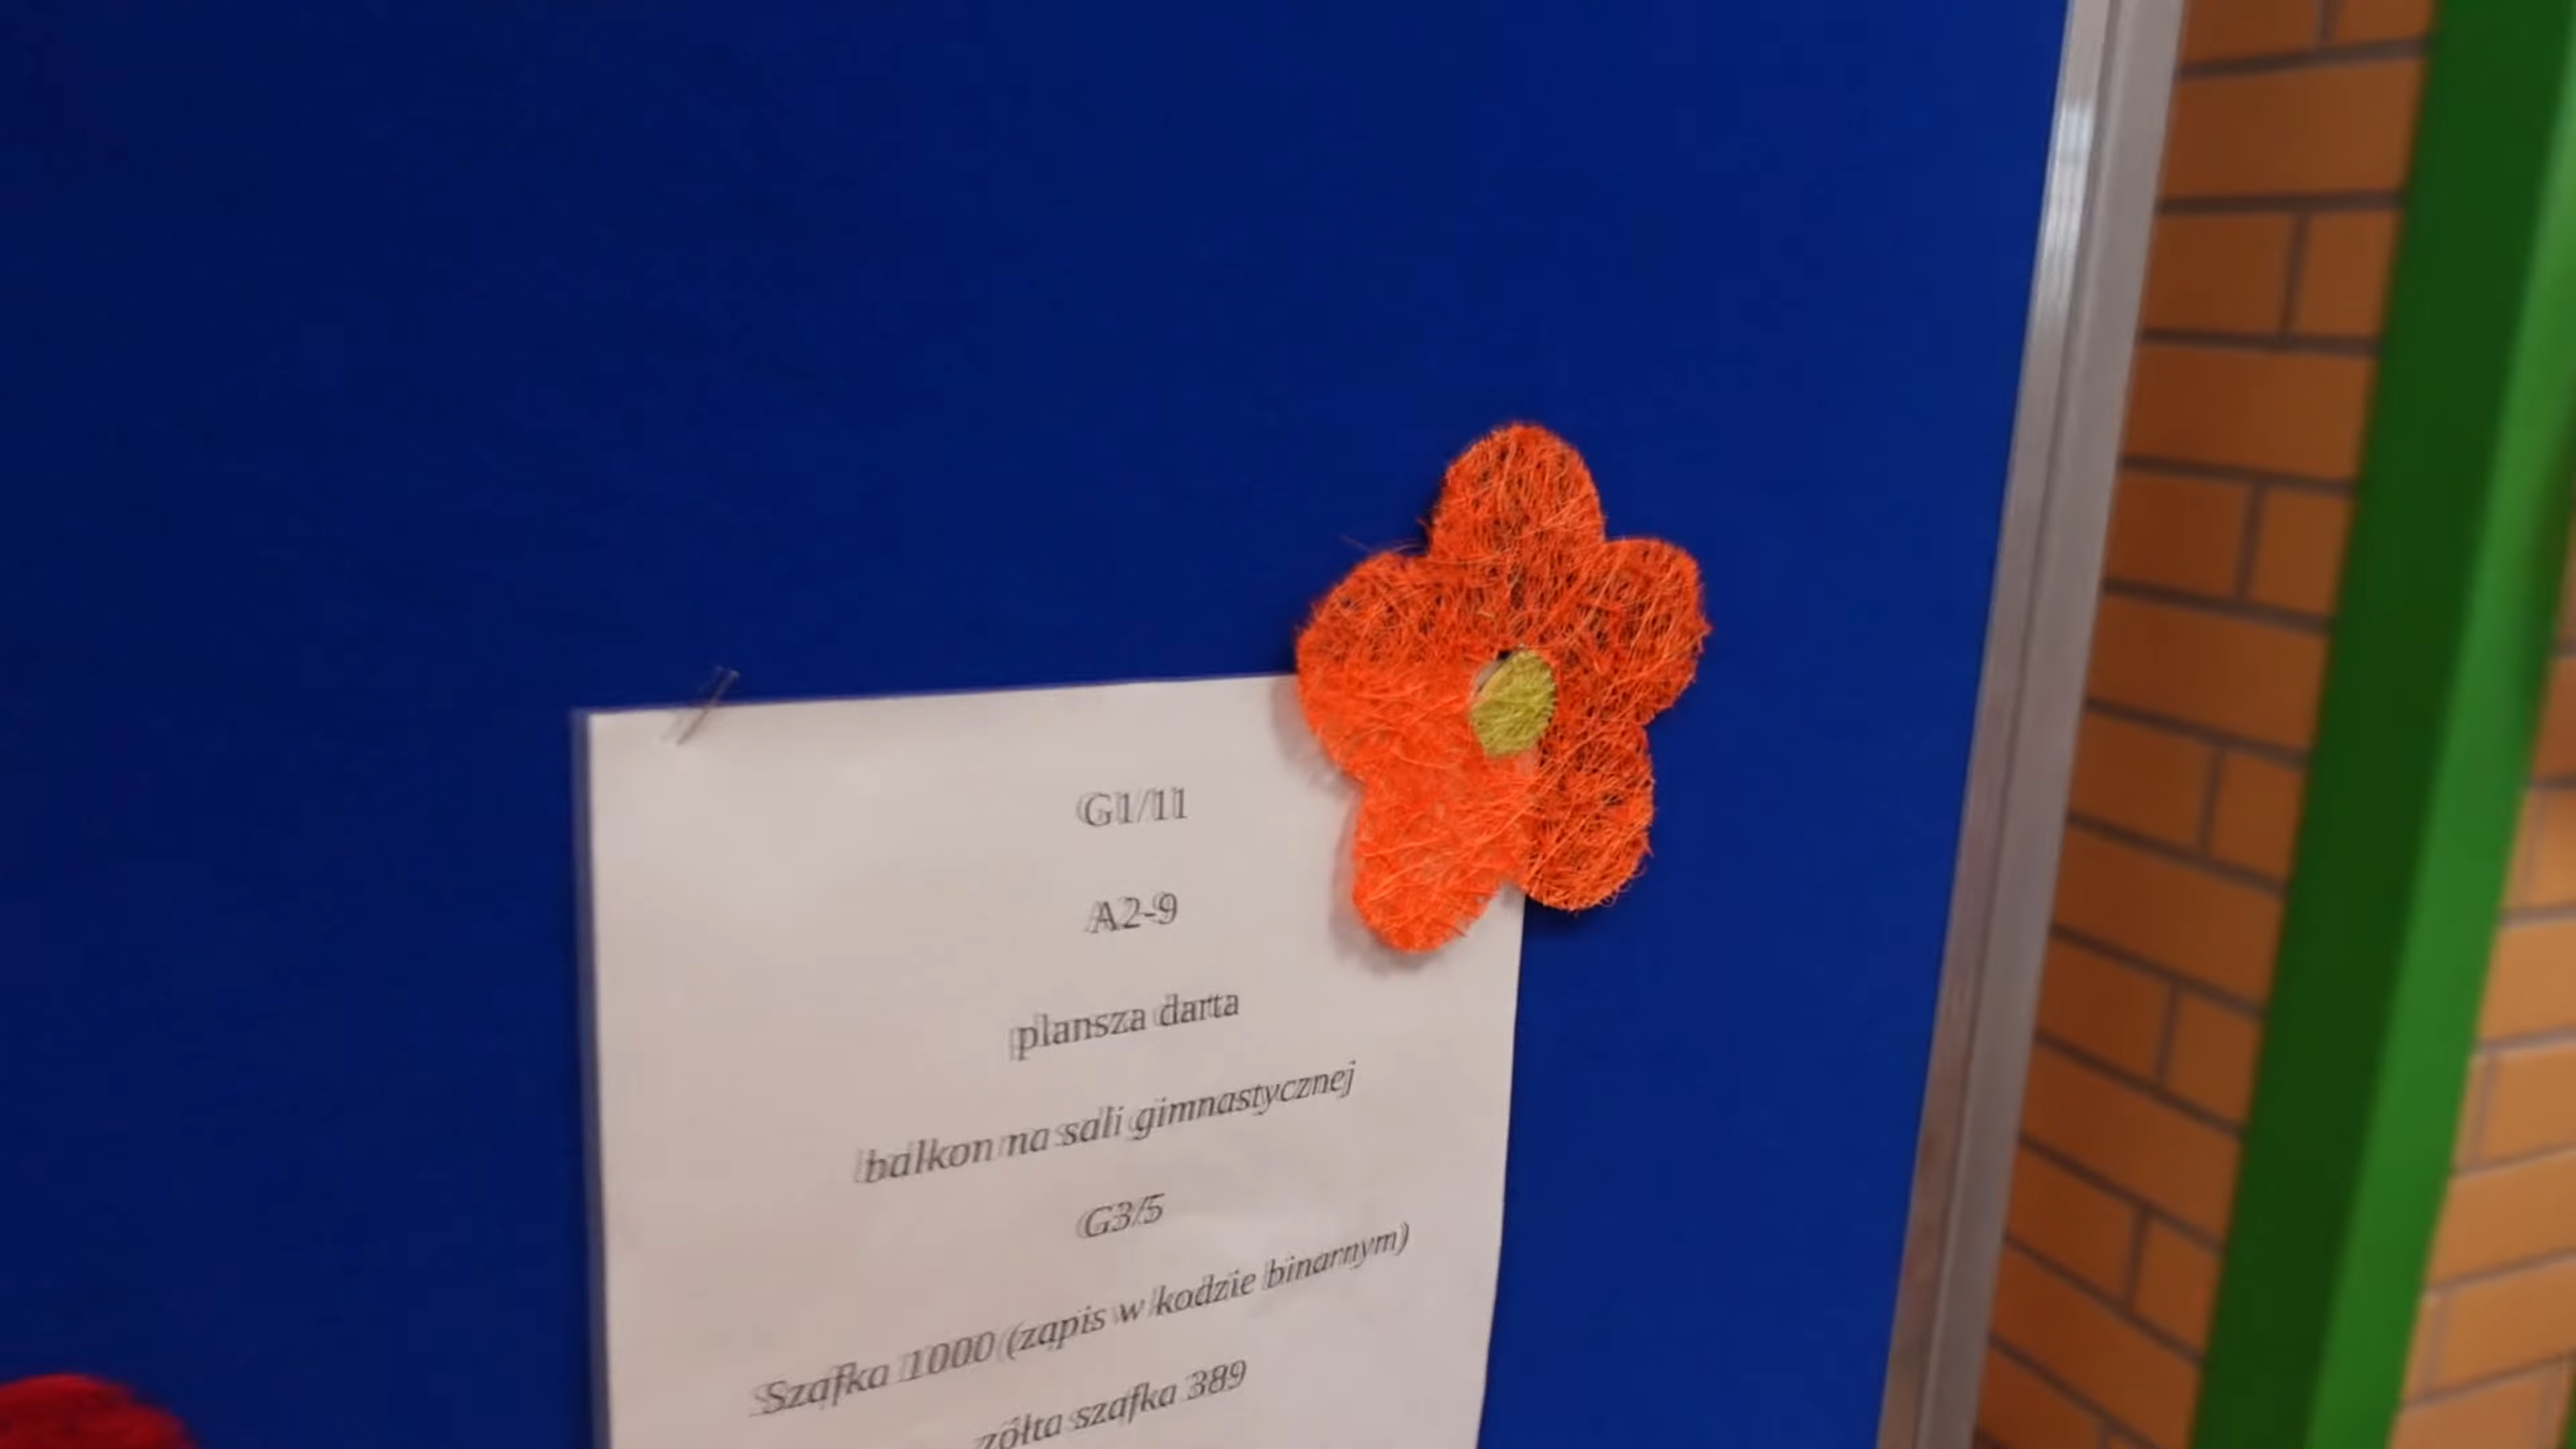 G1/11
A2-9
plansza darta
balkon na sali gimnastycznej
G3/5
Szafka 1000 (zapis w kodzie binarnym)
żółta szafka 389